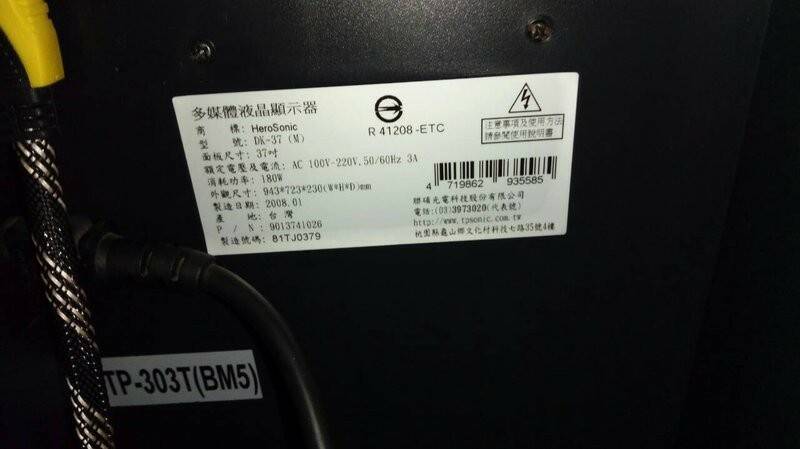 多媒體液晶顯示器
商標: HeroSonic
型號: DK-37 (M)
面板尺寸: 37吋
額定電壓及電流: AC 100V-220V,50/60Hz 3A
消耗功率: 180W
外觀尺寸: 943*723*230(W*H*D)mm
製造日期: 2008.01
產地: 台灣
P/N: 9013741026
製造號碼: 81TJ0379
R 41208-ETC
注意事項及使用方法
請參閱使用說明書
4 719862 935585
聯碩光電科技股份有限公司
電話:(03)3973020(代表號)
http://www.tpsonic.com.tw
桃園縣龜山鄉文化村科技七路35號4樓
TP-303T(BM5)